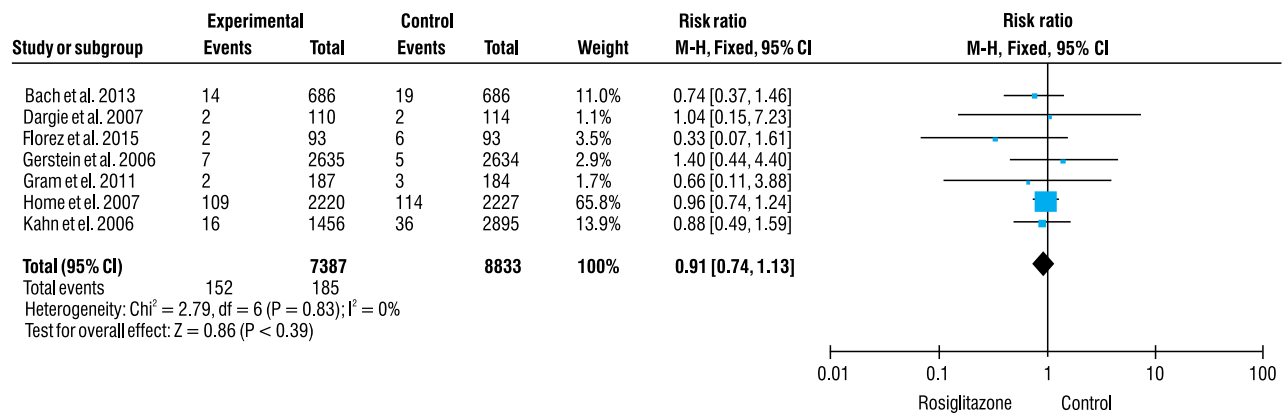 Experimental Control Risk ratio Risk ratio
Study or subgroup Events Total Events Total Weight M-H, Fixed, 95% CI M-H, Fixed, 95% CI
Bach et al. 2013 14 686 19 686 11.0% 0.74 [0.37, 1.46]
Dargie et al. 2007 2 110 2 114 1.1% 1.04 [0.15, 7.23]
Florez et al. 2015 2 93 6 93 3.5% 0.33 [0.07, 1.61]
Gerstein et al. 2006 7 2635 5 2634 2.9% 1.40 [0.44, 4.40]
Gram et el. 2011 2 187 3 184 1.7% 0.66 [0.11, 3.88]
Home et el. 2007 109 2220 114 2227 65.8% 0.96 [0.74, 1.24]
Kahn et el. 2006 16 1456 36 2895 13.9% 0.88 [0.49, 1.59]
Total (95% CI) 7387 8833 100% 0.91 [0.74, 1.13]
Total events 152 185
Heterogeneity: Chi² = 2.79, df = 6 (P = 0.83); I² = 0%
Test for overall effect: Z = 0.86 (P < 0.39)
0.01 0.1 1 10 100
Rosiglitazone Control